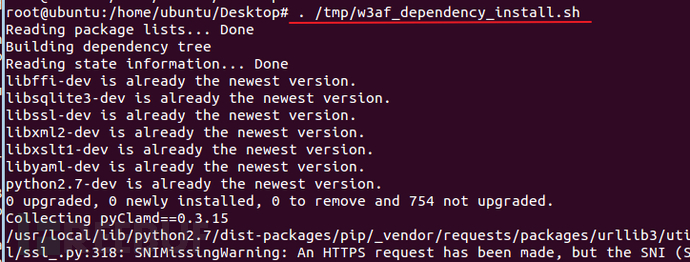 root@ubuntu:/home/ubuntu/Desktop# . /tmp/w3af_dependency_install.sh
Reading package lists... Done
Building dependency tree
Reading state information... Done
libffi-dev is already the newest version.
libsqlite3-dev is already the newest version.
libssl-dev is already the newest version.
libxml2-dev is already the newest version.
libxslt1-dev is already the newest version.
libyaml-dev is already the newest version.
python2.7-dev is already the newest version.
0 upgraded, 0 newly installed, 0 to remove and 754 not upgraded.
Collecting pyClamd==0.3.15
/usr/local/lib/python2.7/dist-packages/pip/_vendor/requests/packages/urllib3/uti
l/ssl_.py:318: SNIMissingWarning: An HTTPS request has been made, but the SNI (S